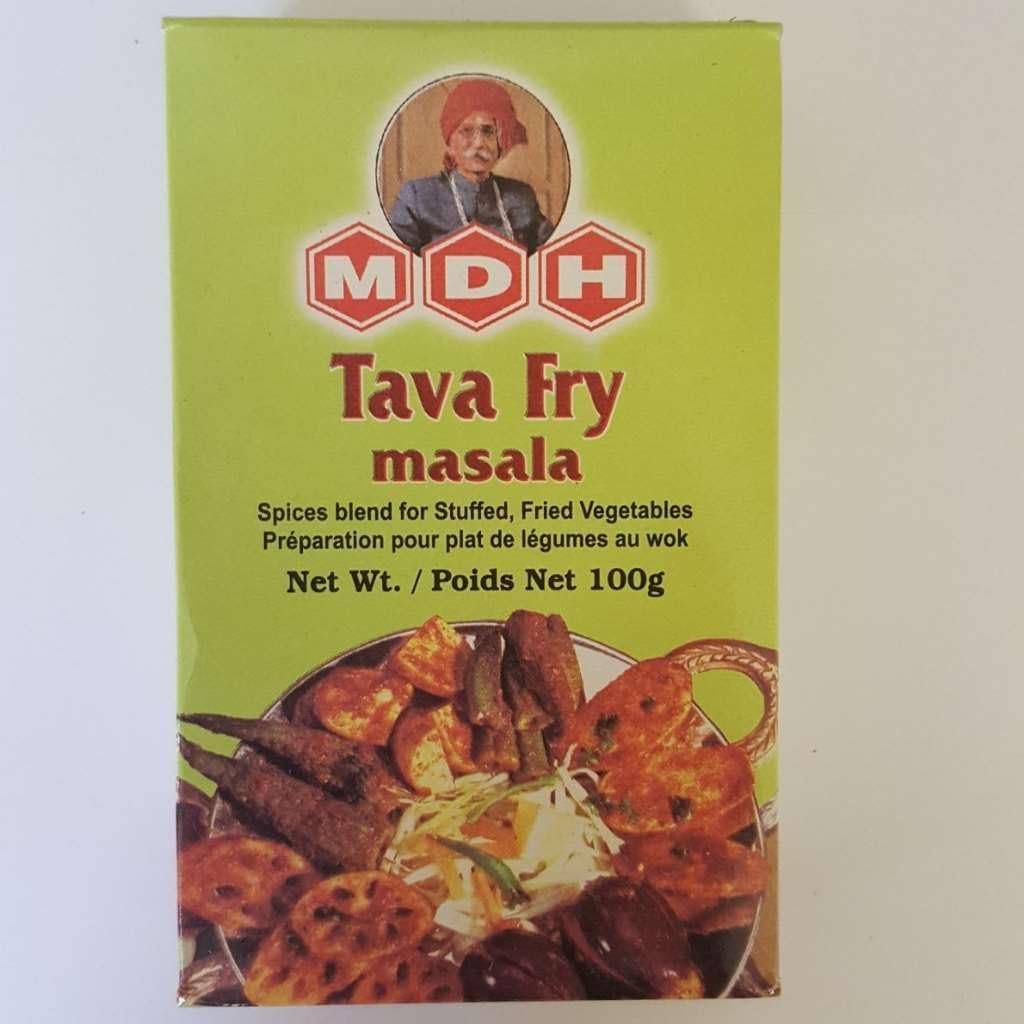 MDH
Tava Fry
masala
Spices blend for Stuffed, Fried Vegetables
Préparation pour plat de légumes au wok
Net Wt. / Poids Net 100g